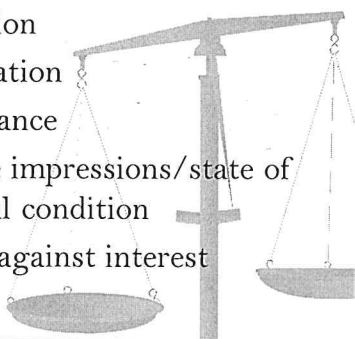 ion
ation
ance
impressions/state of
l condition
against interest